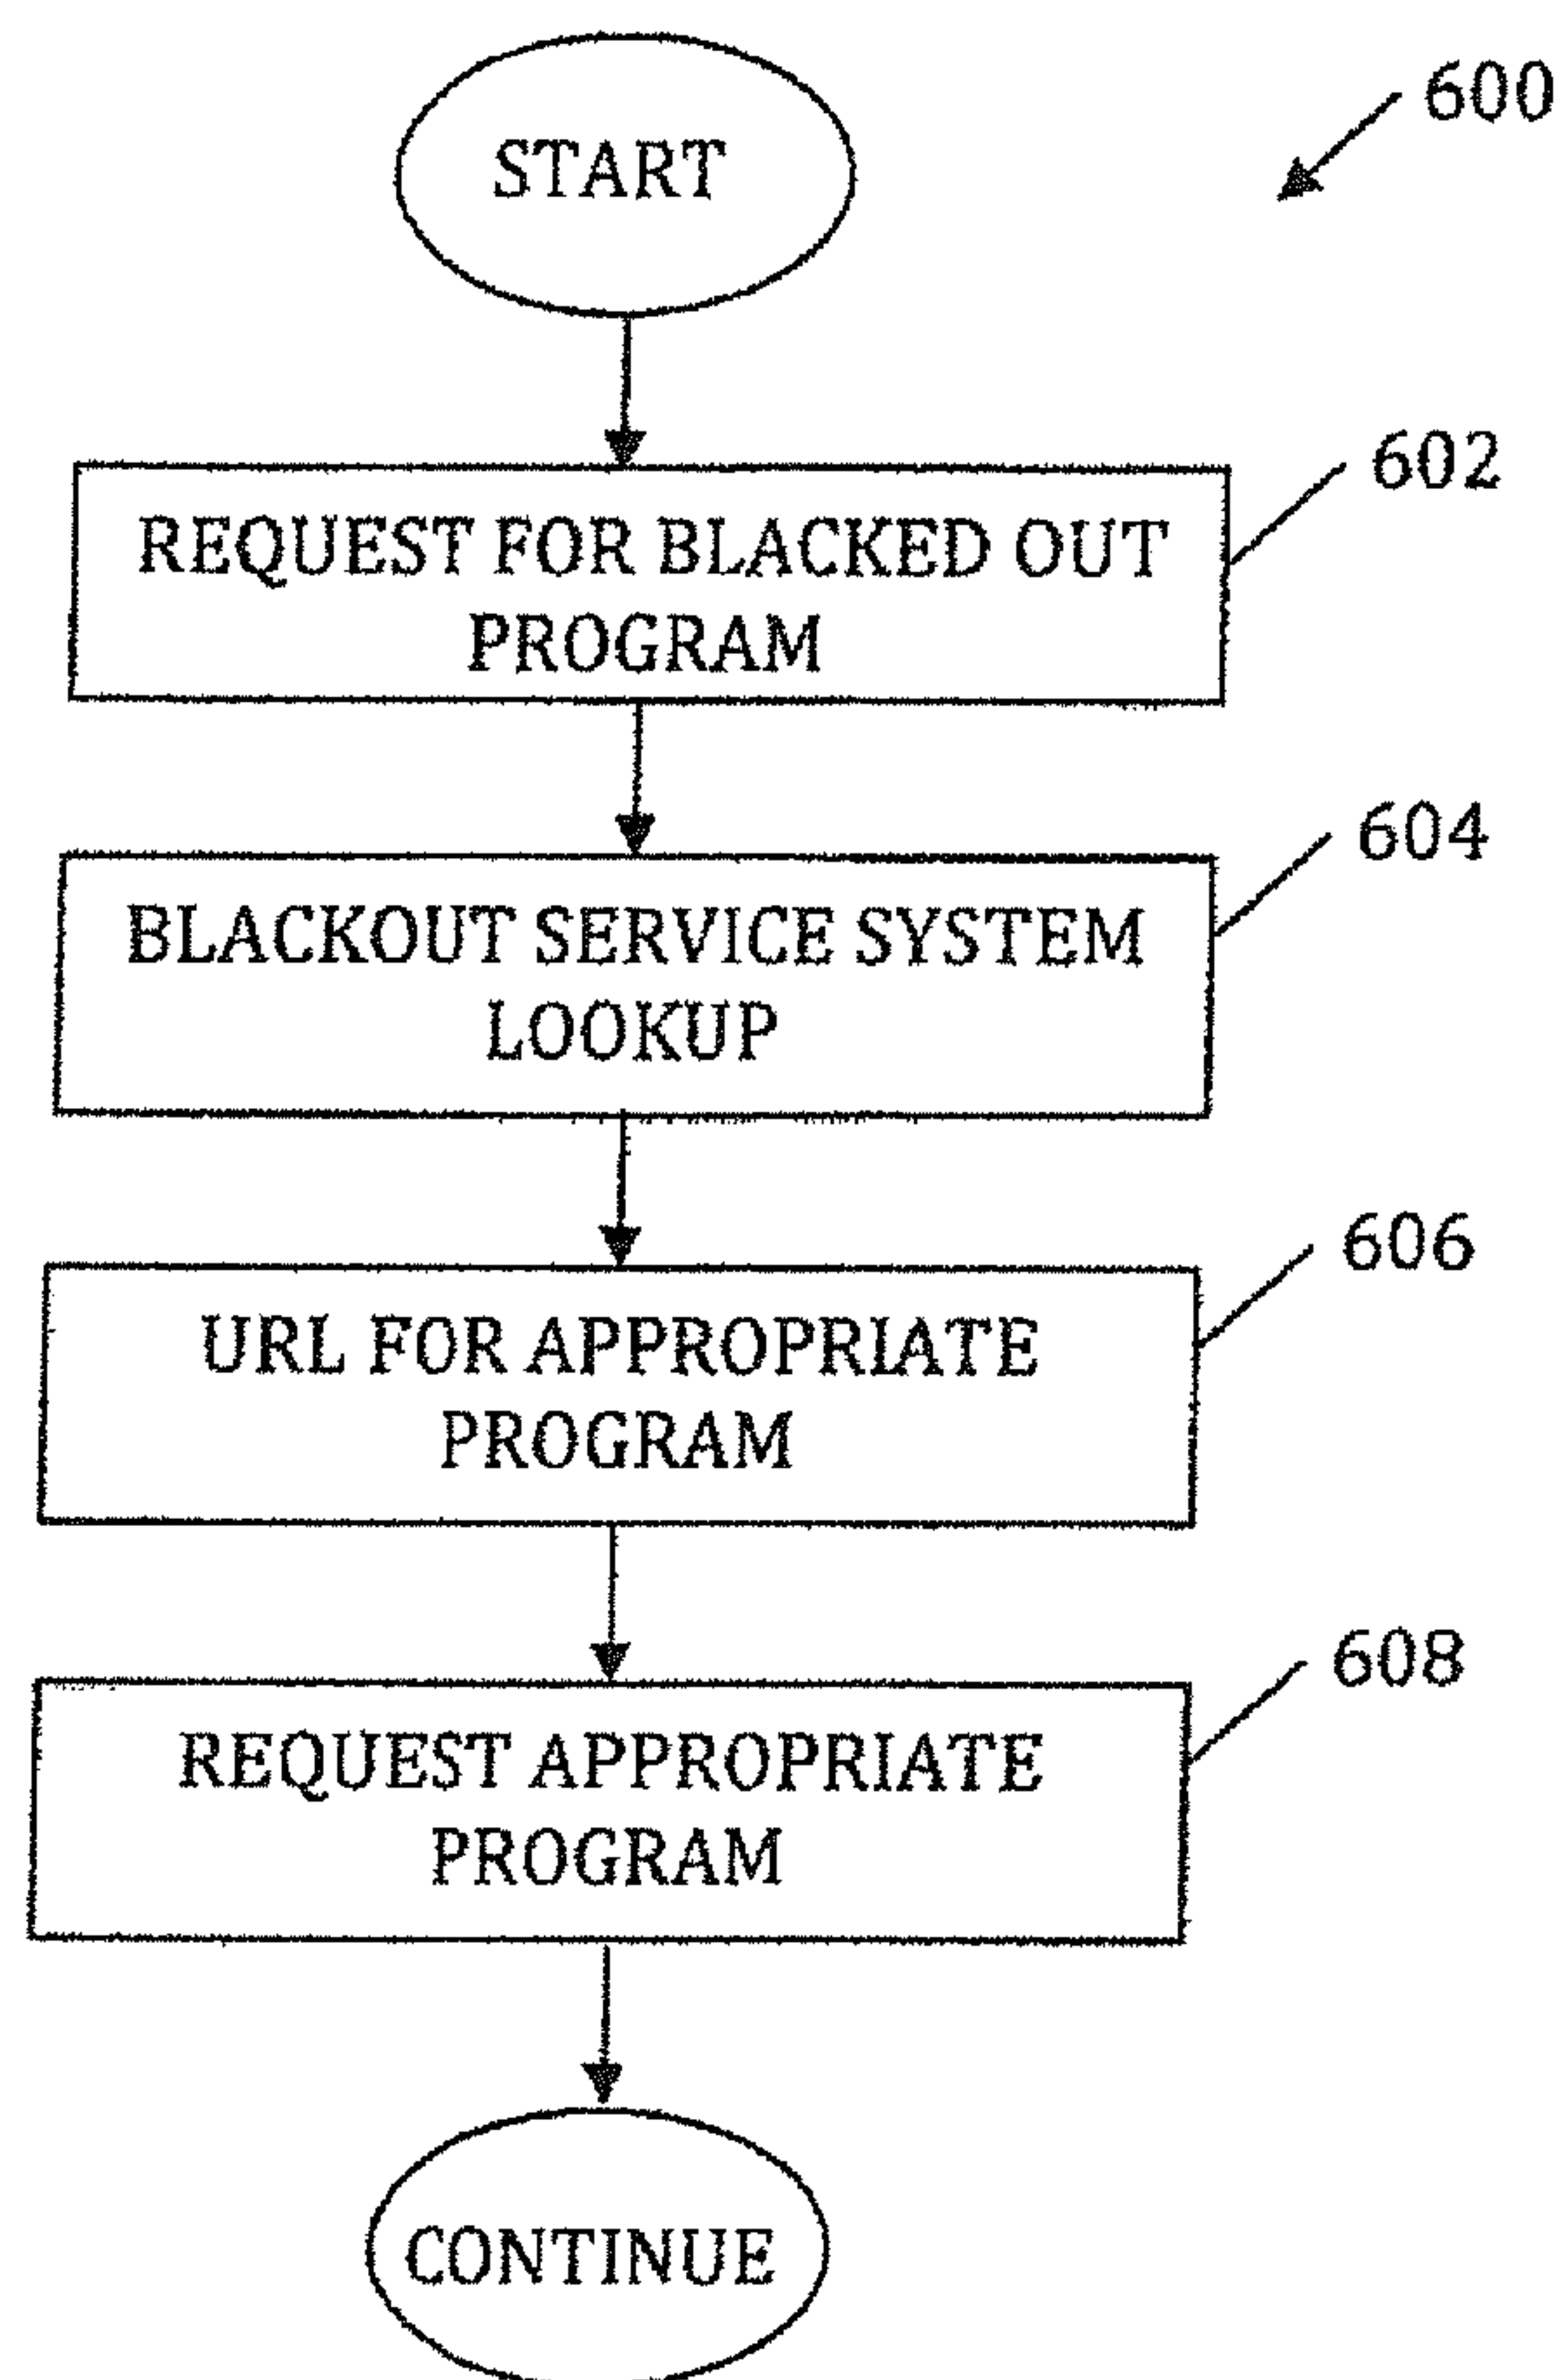 START
600
602
REQUEST FOR BLACKED OUT
PROGRAM
604
BLACKOUT SERVICE SYSTEM
LOOKUP
606
URL FOR APPROPRIATE
PROGRAM
608
REQUEST APPROPRIATE
PROGRAM
CONTINUE